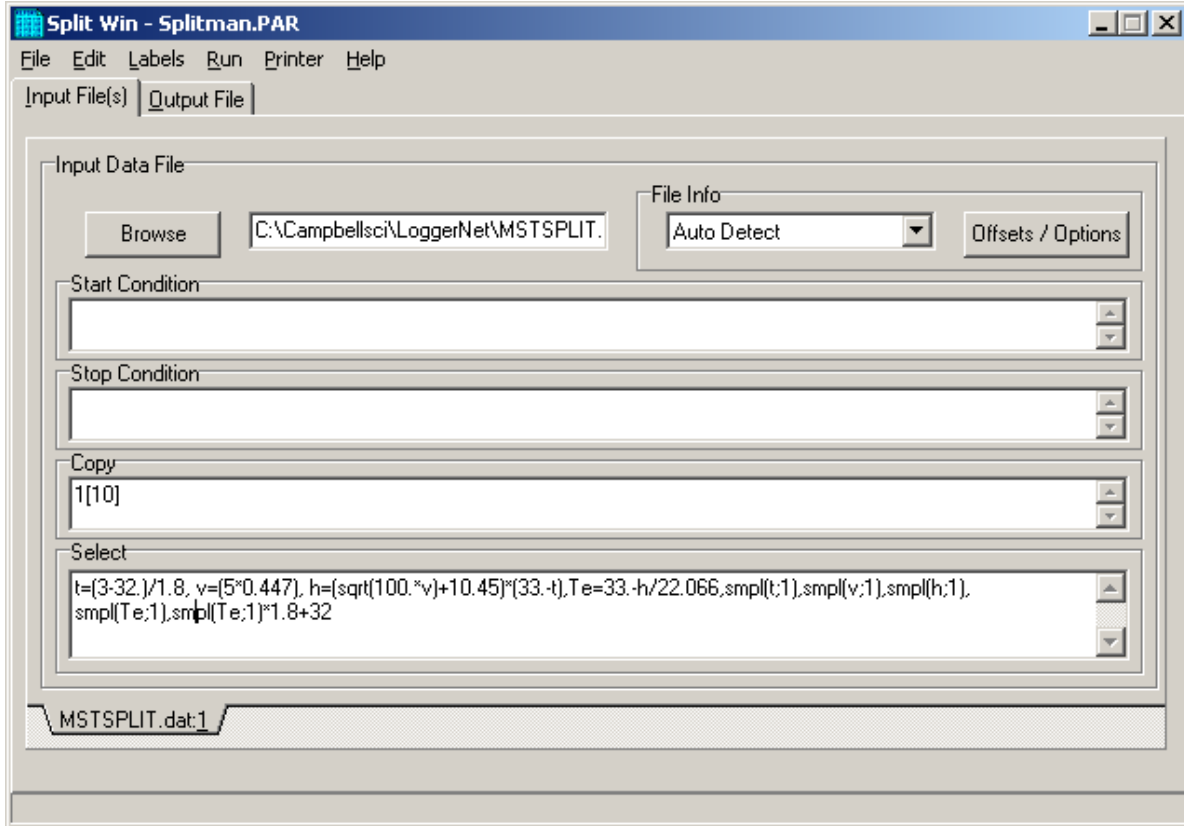 Split Win - Splitman.PAR
File Edit Labels Run Printer Help
Input File(s) Output File
Input Data File
File Info
Browse C:\Campbellsci\LoggerNet\MSTSPLIT. Auto Detect Offsets / Options
Start Condition
Stop Condition
Copy
1[10]
Select
t=(3-32.)/1.8, v=(5*0.447), h=(sqrt(100.*v)+10.45)*(33.-t),Te=33.-h/22.066,smpl(t;1),smpl(v;1),smpl(h;1),
smpl(Te;1),smpl(Te;1)*1.8+32
MSTSPLIT.dat:1